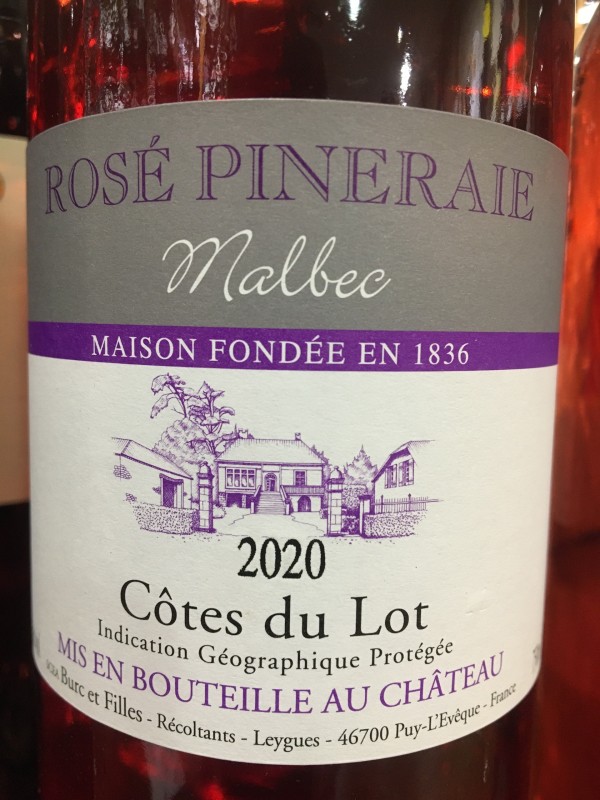 ROSÉ PINERAIE
Malbec
MAISON FONDÉE EN 1836
2020
Côtes du Lot
Indication Géographique Protégée
MIS EN BOUTEILLE AU CHÂTEAU
Burc et Filles - Récoltants - Leygues - 46700 Puy-L'Evêque - France